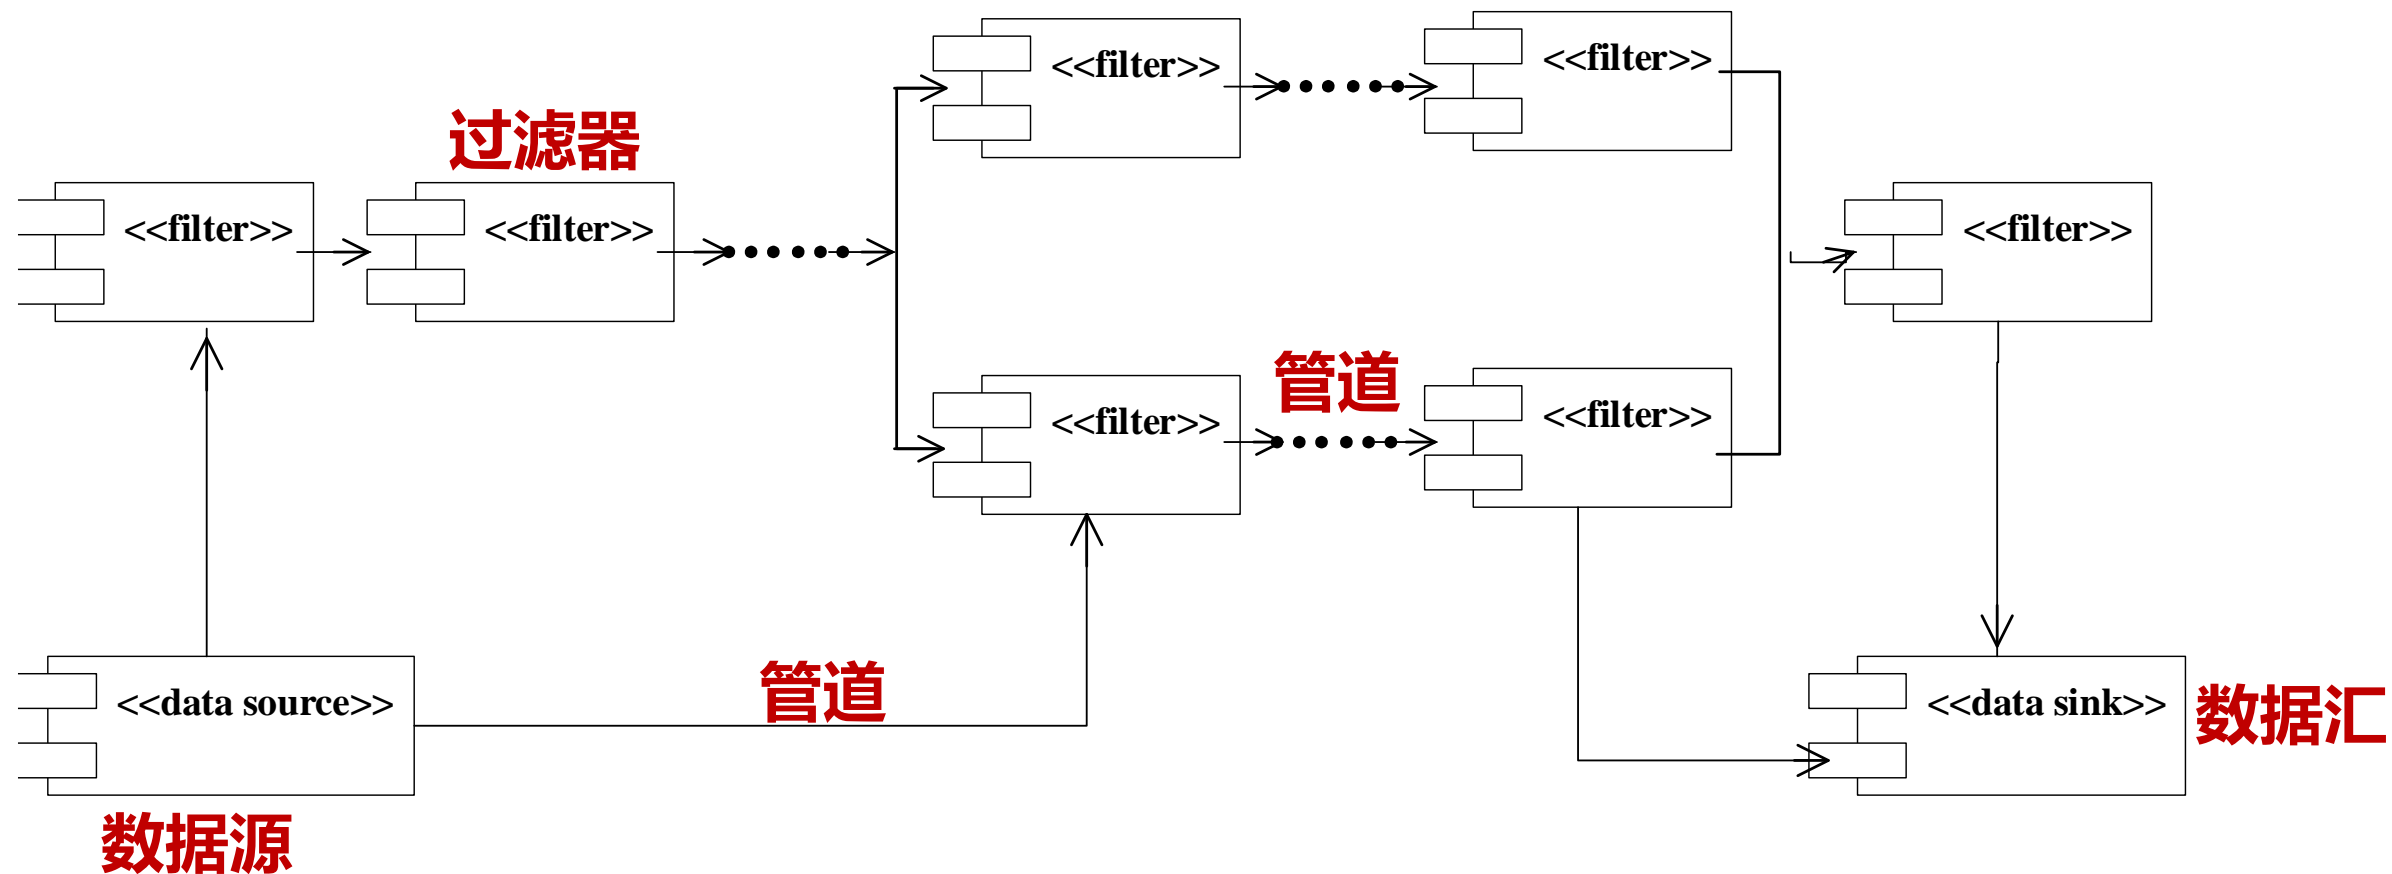 <<filter>>
<<filter>>
过滤器
<<filter>>
<<filter>>
<<filter>>
管道
<<filter>>
<<filter>>
管道
<<data source>>
<<data sink>>
数据汇
数据源